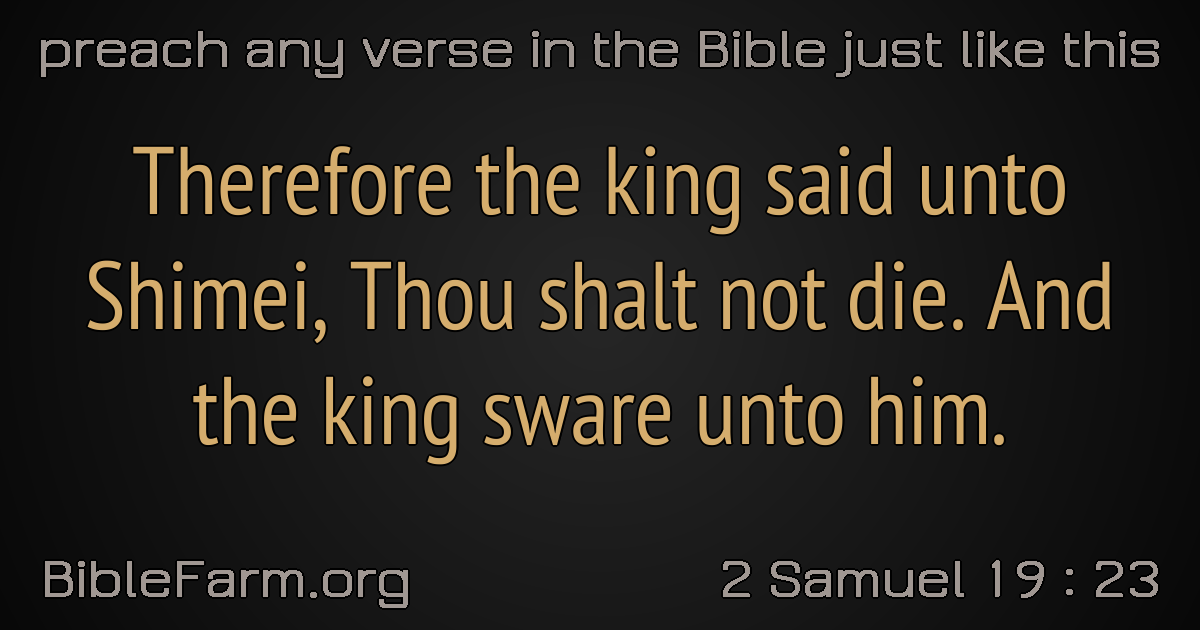 preach any verse in the Bible just like this
Therefore the king said unto
Shimei, Thou shalt not die. And
the king sware unto him.
BibleFarm.org
2 Samuel 19 : 23